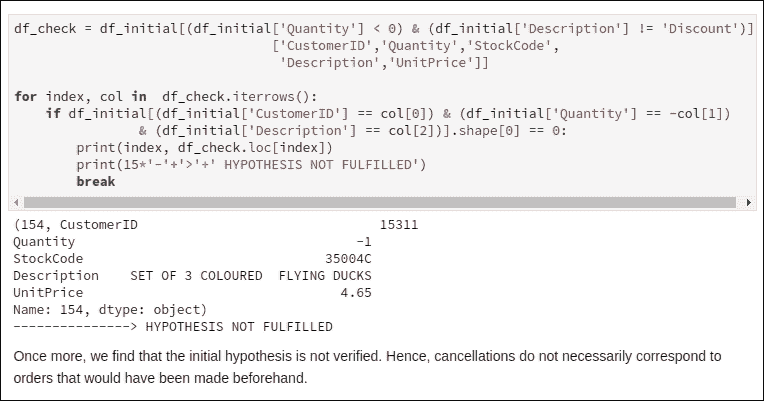 df_check = df_initial[(df_initial['Quantity'] < 0) & (df_initial['Description'] != 'Discount')][
['CustomerID','Quantity','StockCode',
'Description','UnitPrice']]
for index, col in  df_check.iterrows():
if df_initial[(df_initial['CustomerID'] == col[0]) & (df_initial['Quantity'] == -col[1])
& (df_initial['Description'] == col[2])].shape[0] == 0:
print(index, df_check.loc[index])
print(15*'-'+'>'+' HYPOTHESIS NOT FULFILLED')
break
(154, CustomerID 15311
Quantity -1
StockCode 35004C
Description SET OF 3 COLOURED  FLYING DUCKS
UnitPrice 4.65
Name: 154, dtype: object)
---------------> HYPOTHESIS NOT FULFILLED
Once more, we find that the initial hypothesis is not verified. Hence, cancellations do not necessarily correspond to
orders that would have been made beforehand.